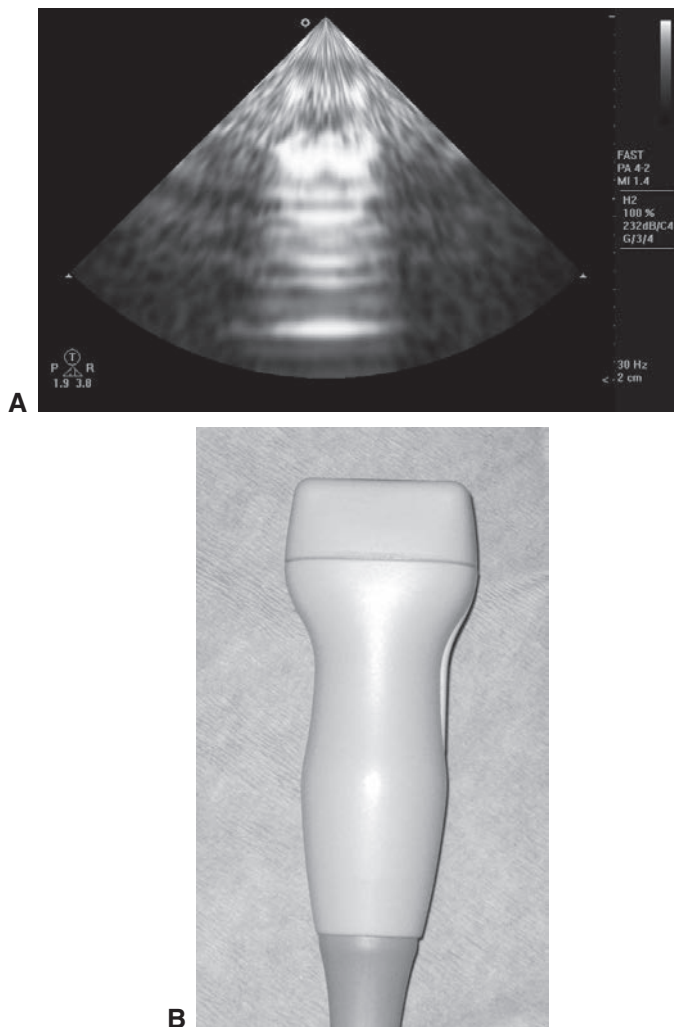 FAST
PA 4-2
MI 1.4
H2
100 %
232dB/C4
G/3/4
T
P R
1.9 3.8
30 Hz
< 2 cm
A
B